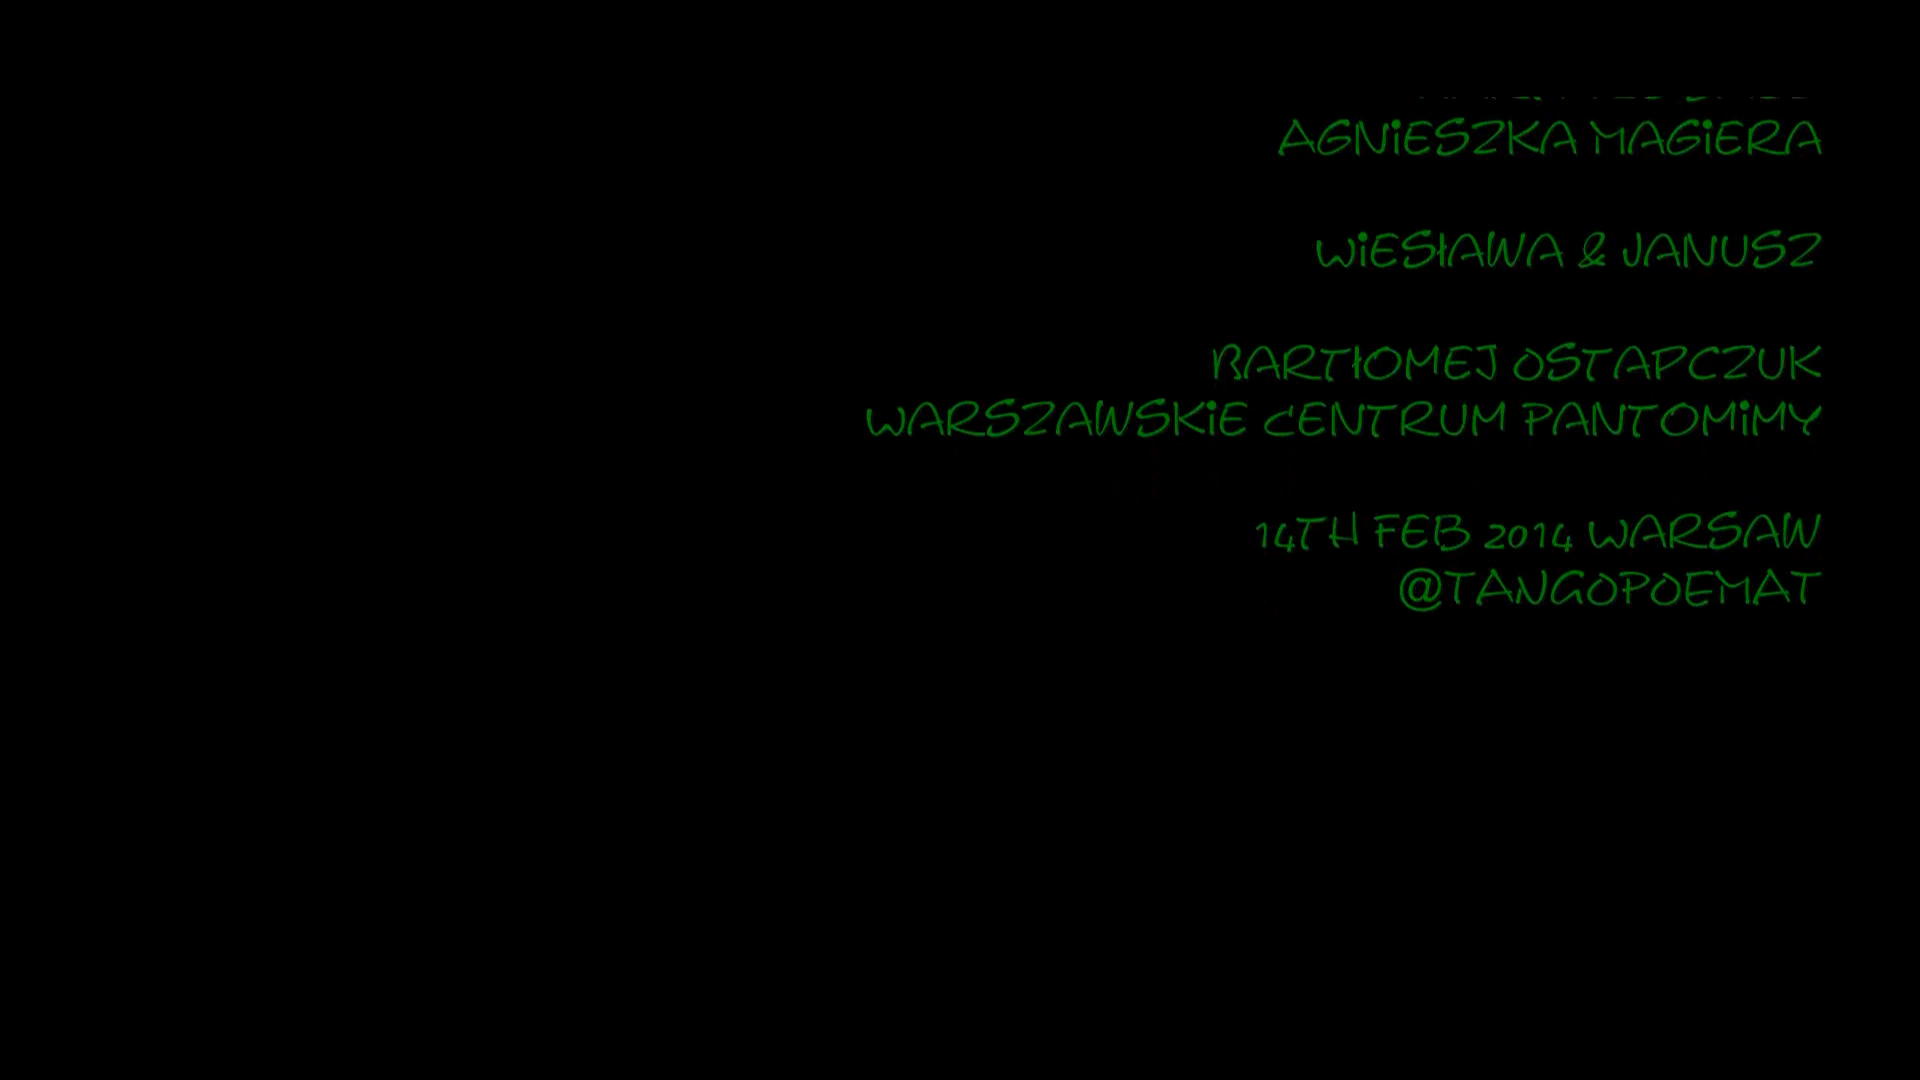 AGNiESZKA MAGiERA
WiESŁAWA & JANUSZ
BARTŁOMEJ OSTAPCZUK
WARSZAWSKiE CENTRUM PANTOMiMY
14TH FEB 2014 WARSAW
@TANGOPOEMAT